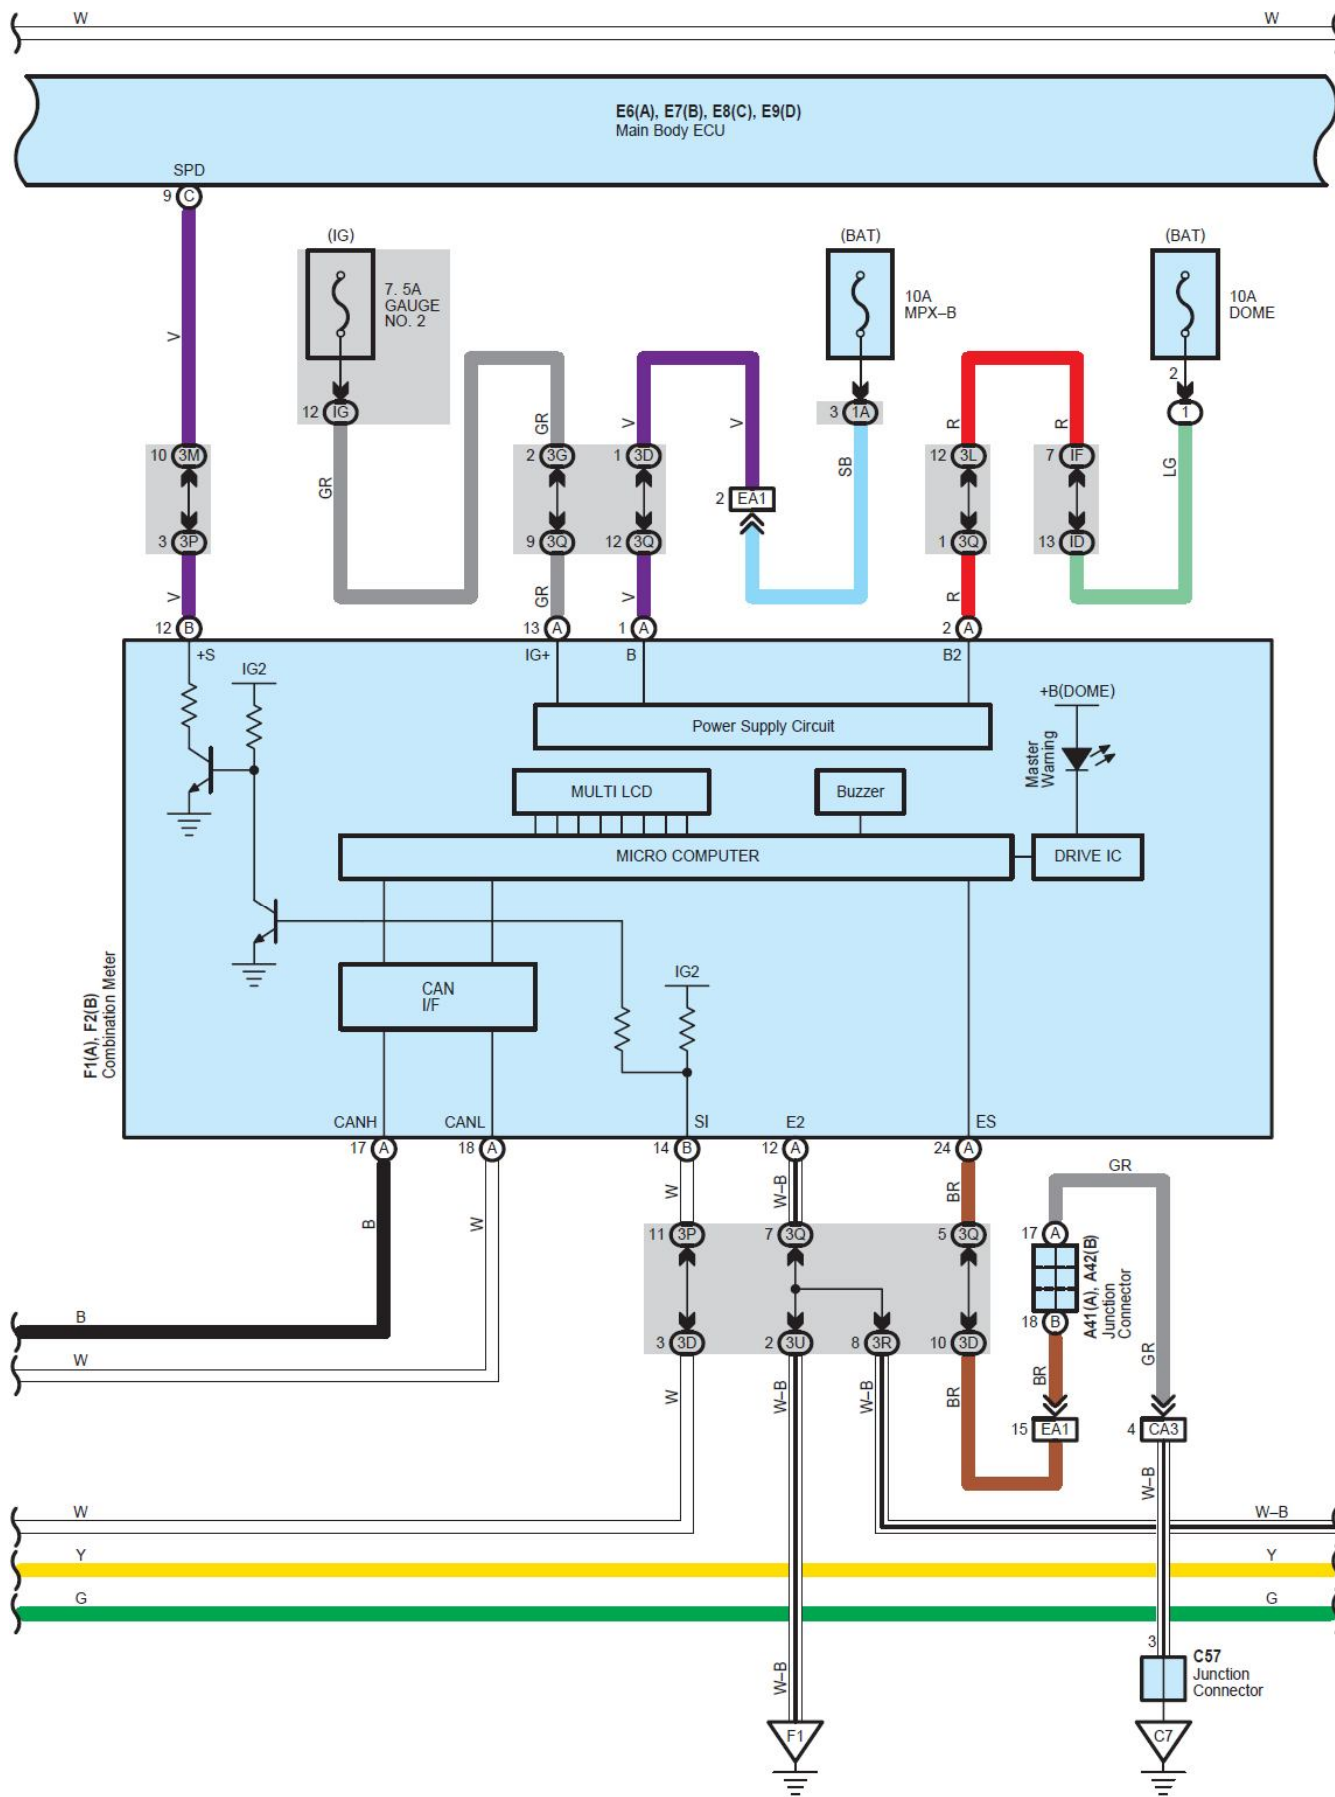 W
W
E6(A), E7(B), E8(C), E9(D)
Main Body ECU
SPD
9 C
(IG)
(BAT)
(BAT)
7. 5A
GAUGE
NO. 2
10A
MPX–B
10A
DOME
V
2
12 IG
3 1A
1
GR
V
V
R
R
10 3M
2 3G
1 3D
12 3L
7 IF
GR
SB
LG
2 EA1
3 3P
9 3Q
12 3Q
1 3Q
13 ID
V
GR
V
R
12 B
13 A
1 A
2 A
+S
IG+
B
B2
IG2
+B(DOME)
Power Supply Circuit
Master
Warning
MULTI LCD
Buzzer
MICRO COMPUTER
DRIVE IC
F1(A), F2(B)
Combination Meter
CAN
I/F
IG2
CANH
CANL
SI
E2
ES
17 A
18 A
14 B
12 A
24 A
GR
B
W
W
W–B
BR
11 3P
7 3Q
5 3Q
17 A
A41(A), A42(B)
Junction
Connector
B
18 B
3 3D
2 3U
8 3R
10 3D
W
W
W–B
W–B
BR
BR
GR
15 EA1
4 CA3
W–B
W
W–B
Y
Y
G
G
3
C57
Junction
Connector
W–B
F1
C7